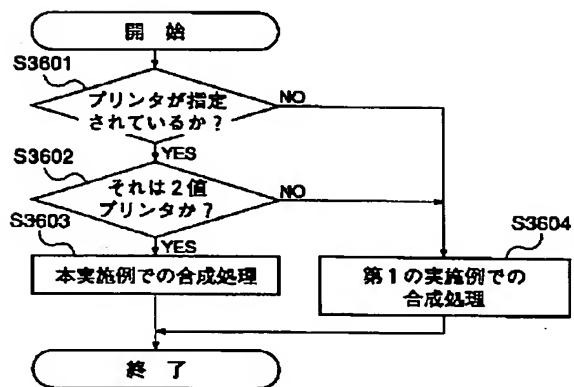 開 始
S3601
プリンタが指定
されているか？
NO
YES
S3602
それは2値
プリンタか？
NO
YES
S3603
本実施例での合成処理
S3604
第1の実施例での
合成処理
終 了